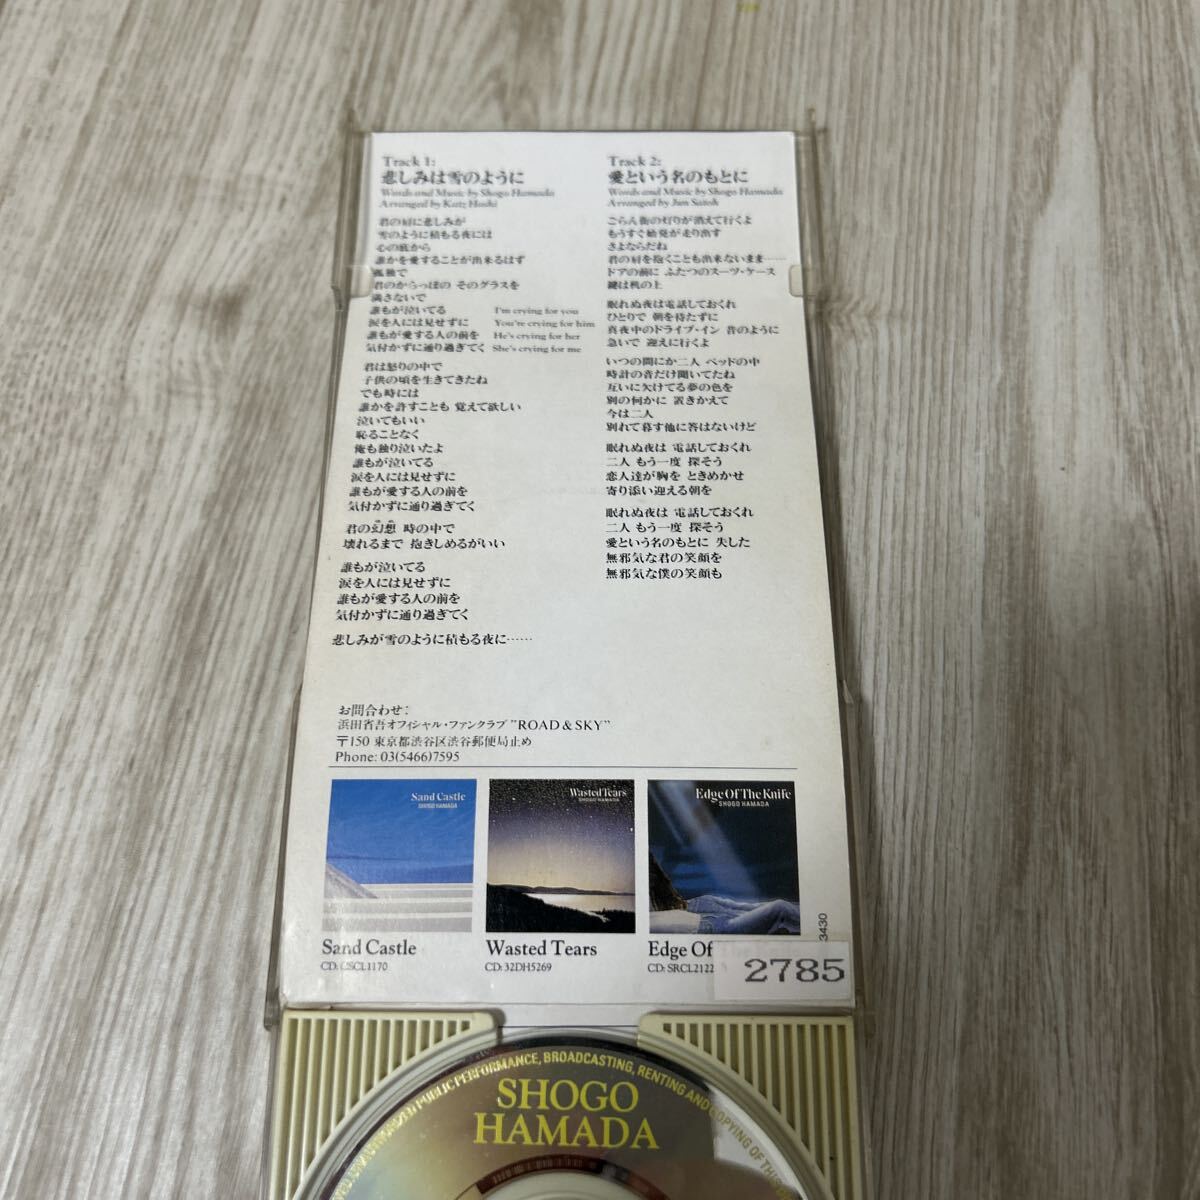 Track 1:
悲しみは雪のように
Words and Music by Shogo Hamada
Arranged by Katz Hoshi
君の肩に悲しみが
雪のように積もる夜には
心の底から
誰かを愛することが出来るはず
孤独で
君のからっぽの そのグラスを
満さないで
誰もが泣いてる I'm crying for you
涙を人には見せずに You're crying for him
誰もが愛する人の前を He's crying for her
気付かずに通り過ぎてく She's crying for me
君は怒りの中で
子供の頃を生きてきたね
でも時には
誰かを許すことも 覚えて欲しい
泣いてもいい
恥ることなく
俺も独り泣いたよ
誰もが泣いてる
涙を人には見せずに
誰もが愛する人の前を
気付かずに通り過ぎてく
君の幻想 時の中で
壊れるまで 抱きしめるがいい
誰もが泣いてる
涙を人には見せずに
誰もが愛する人の前を
気付かずに通り過ぎてく
悲しみが雪のように積もる夜に……
Track 2:
愛という名のもとに
Words and Music by Shogo Hamada
Arranged by Jun Satoh
ごらん街の灯りが消えて行くよ
もうすぐ始発が走り出す
さよならだね
君の肩を抱くことも出来ないまま……
ドアの前に ふたつのスーツ・ケース
鍵は机の上
眠れぬ夜は電話しておくれ
ひとりで 朝を待たずに
真夜中のドライブ・イン 昔のように
急いで 迎えに行くよ
いつの間にか二人 ベッドの中
時計の音だけ聞いてたね
互いに欠けてる夢の色を
別の何かに 置きかえて
今は二人
別れて暮す他に答はないけど
眠れぬ夜は 電話しておくれ
二人 もう一度 探そう
恋人達が胸を ときめかせ
寄り添い迎える朝を
眠れぬ夜は 電話しておくれ
二人 もう一度 探そう
愛という名のもとに 失した
無邪気な君の笑顔を
無邪気な僕の笑顔も
お問合わせ:
浜田省吾オフィシャル・ファンクラブ "ROAD & SKY"
〒150 東京都渋谷区渋谷郵便局止め
Phone: 03(5466)7595
Sand Castle
SHOGO HAMADA
Wasted Tears
SHOGO HAMADA
Edge Of The Knife
SHOGO HAMADA
Sand Castle
CD: CSCL1170
Wasted Tears
CD: 32DH5269
Edge Of
CD: SRCL2122
3430
2785
PUBLIC PERFORMANCE, BROADCASTING, RENTING AND COPYING OF THIS
SHOGO
HAMADA